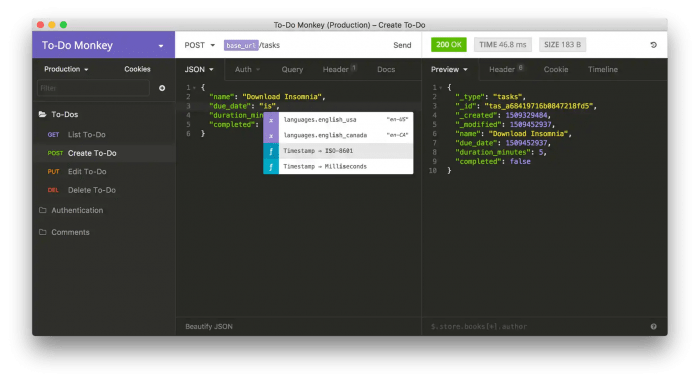 To-Do Monkey (Production) – Create To-Do
To-Do Monkey
POST base_url /tasks Send
200 OK TIME 46.8 ms SIZE 183 B
Production Cookies
Filter
To-Dos
GET List To-Do
POST Create To-Do
PUT Edit To-Do
DEL Delete To-Do
Authentication
Comments
JSON Auth Query Header 1 Docs
1 {
2 "name": "Download Insomnia",
3 "due_date": "is",
4 "duration_min
5 "completed":
6 }
x languages.english_usa "en-US"
x languages.english_canada "en-CA"
f Timestamp → ISO-8601
f Timestamp → Milliseconds
Beautify JSON
Preview Header 6 Cookie Timeline
1 {
2 "_type": "tasks",
3 "_id": "tas_a68419716b0847218fd5",
4 "_created": 1509329484,
5 "_modified": 1509452937,
6 "name": "Download Insomnia",
7 "due_date": 1509452937,
8 "duration_minutes": 5,
9 "completed": false
10 }
$.store.books[*].author